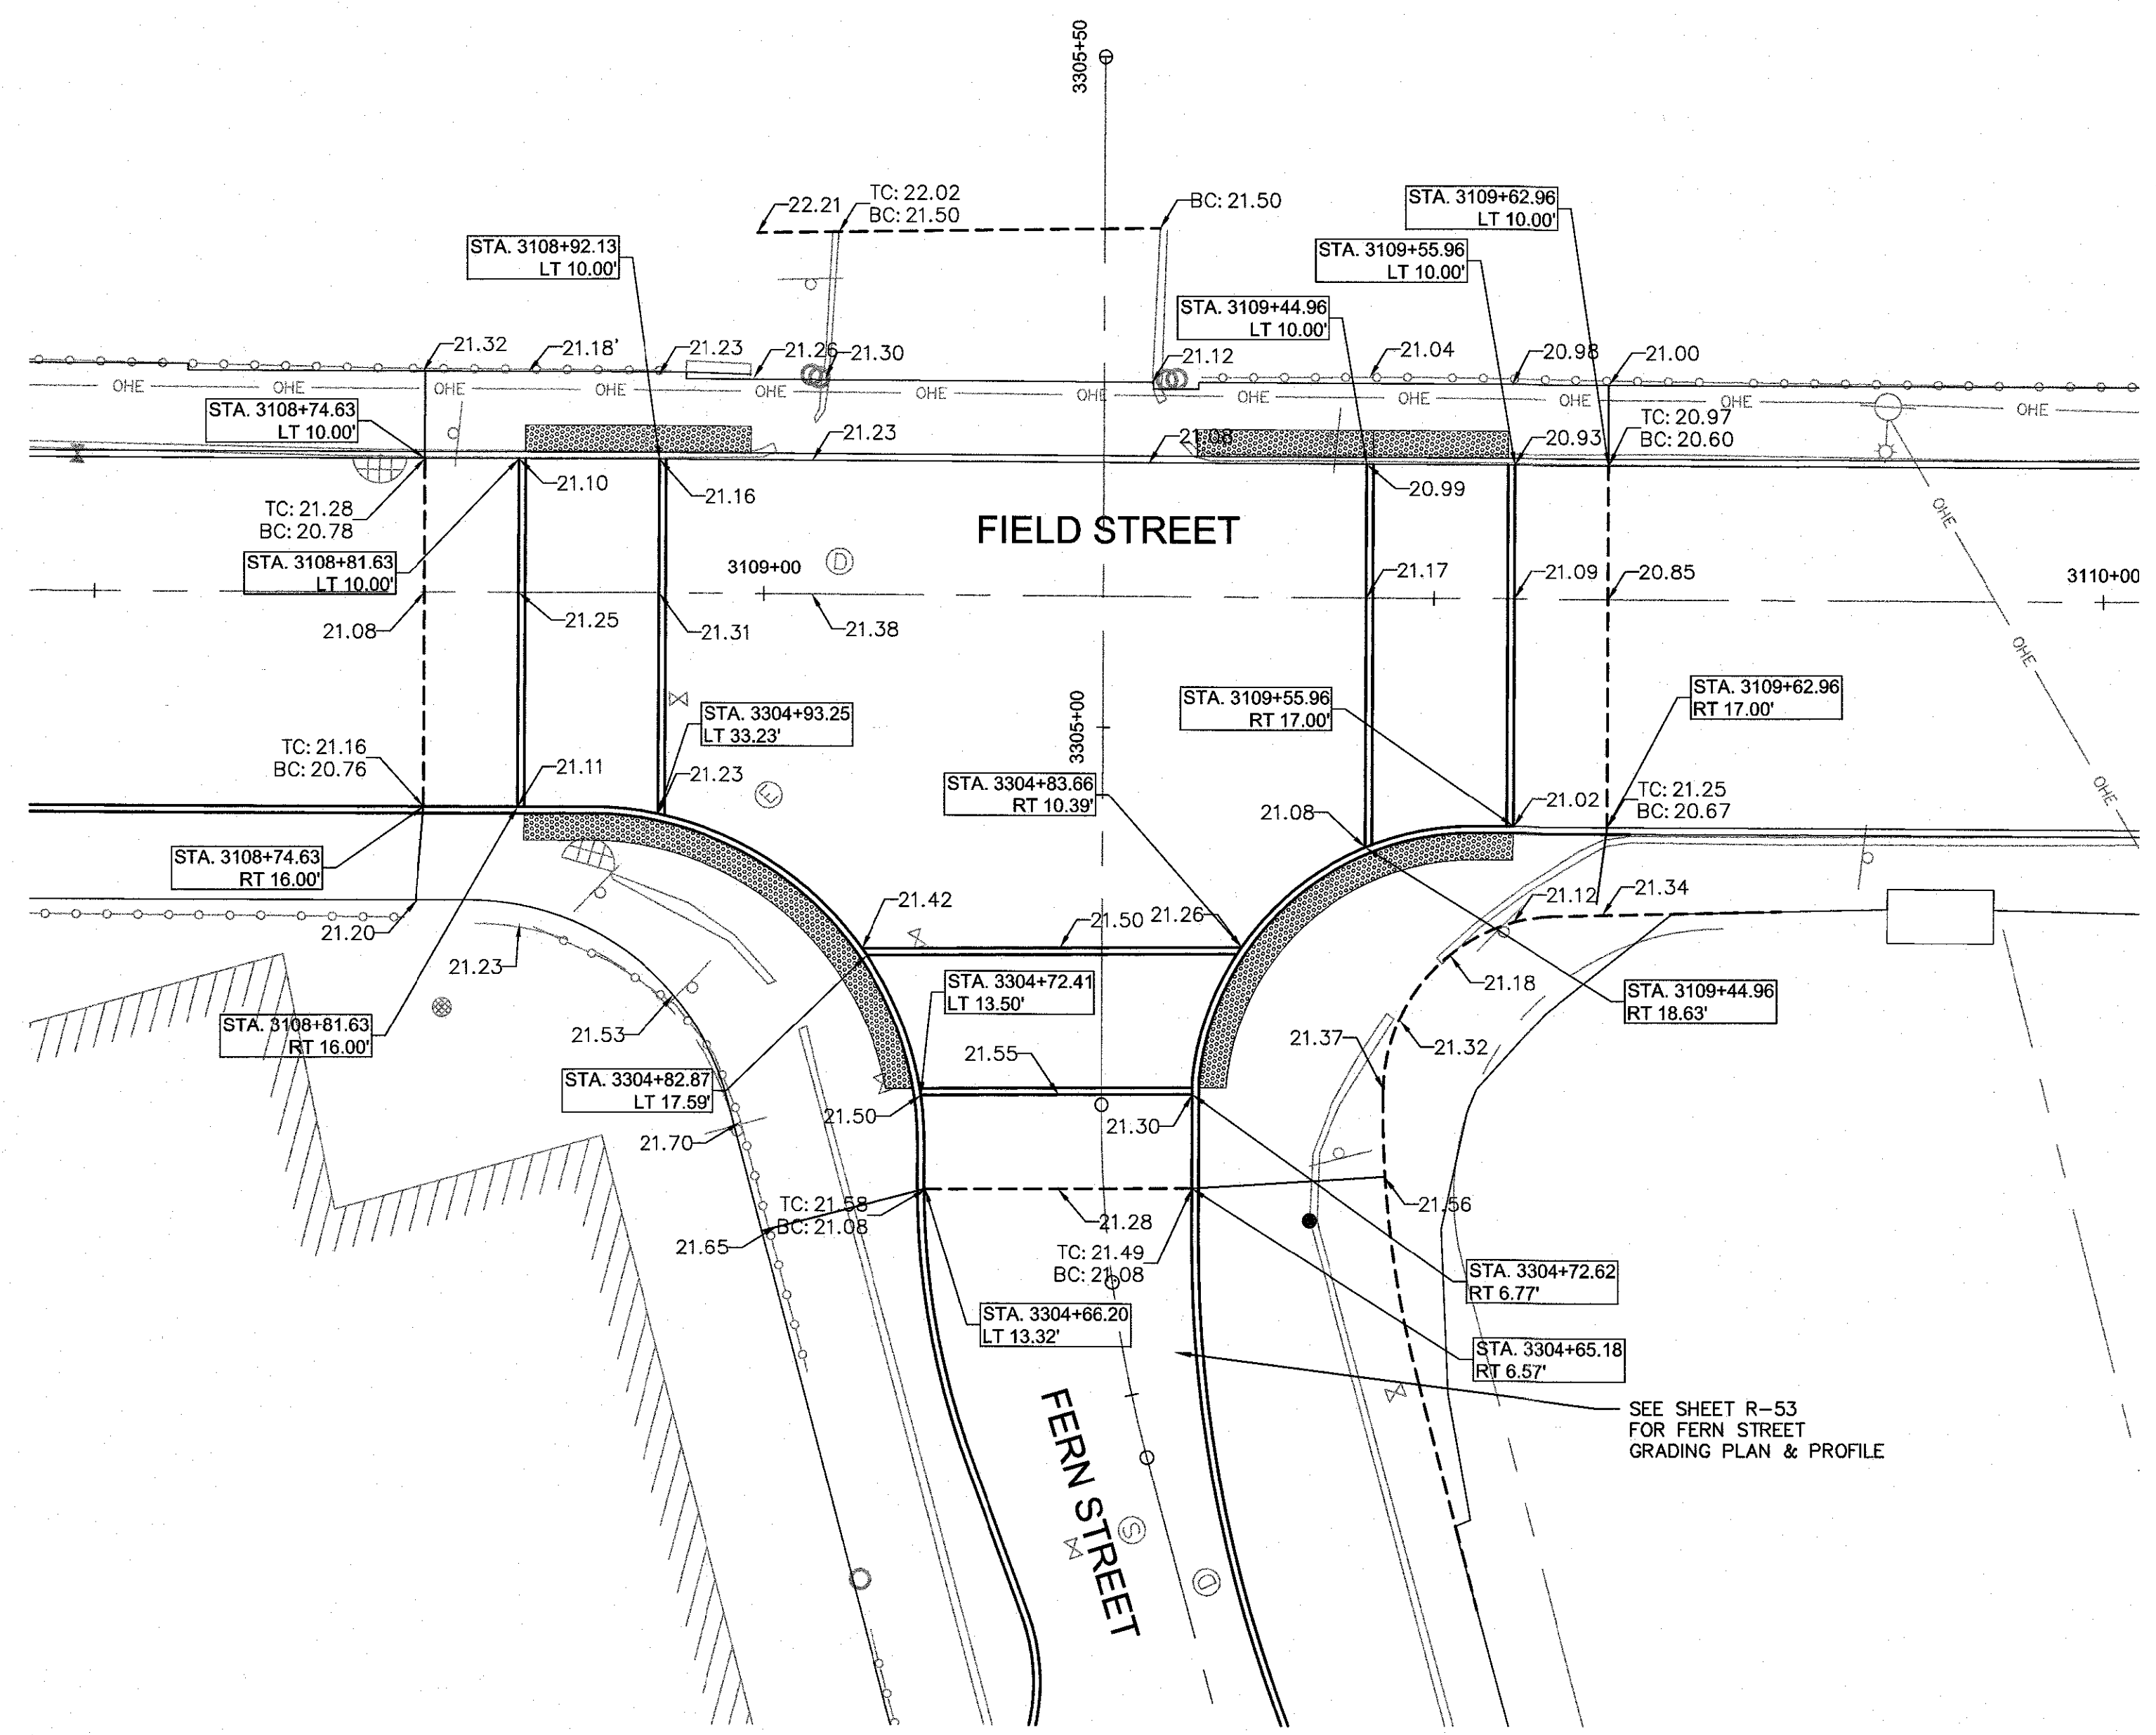 3305+50
22.21
TC: 22.02
BC: 21.50
BC: 21.50
STA. 3109+62.96
LT 10.00'
STA. 3108+92.13
LT 10.00'
STA. 3109+55.96
LT 10.00'
STA. 3109+44.96
LT 10.00'
21.32
21.18'
21.23
21.26
21.30
21.12
21.04
20.98
21.00
OHE
OHE
OHE
OHE
OHE
OHE
OHE
OHE
OHE
OHE
OHE
OHE
STA. 3108+74.63
LT 10.00'
21.23
21.08
20.93
TC: 20.97
BC: 20.60
21.10
21.16
20.99
TC: 21.28
BC: 20.78
FIELD STREET
OHE
STA. 3108+81.63
LT 10.00'
3109+00
D
21.17
21.09
20.85
3110+00
21.08
21.25
21.31
21.38
OHE
STA. 3304+93.25
LT 33.23'
3305+00
STA. 3109+55.96
RT 17.00'
STA. 3109+62.96
RT 17.00'
TC: 21.16
BC: 20.76
21.11
21.23
E
STA. 3304+83.66
RT 10.39'
21.08
21.02
TC: 21.25
BC: 20.67
OHE
STA. 3108+74.63
RT 16.00'
21.42
21.50
21.26
21.12
21.34
21.20
21.23
STA. 3304+72.41
LT 13.50'
21.18
STA. 3109+44.96
RT 18.63'
STA. 3108+81.63
RT 16.00'
21.53
21.55
21.37
21.32
STA. 3304+82.87
LT 17.59'
21.50
21.30
21.70
TC: 21.58
BC: 21.08
21.28
21.56
21.65
TC: 21.49
BC: 21.08
STA. 3304+72.62
RT 6.77'
STA. 3304+66.20
LT 13.32'
STA. 3304+65.18
RT 6.57'
SEE SHEET R-53
FOR FERN STREET
GRADING PLAN & PROFILE
FERN STREET
S
D